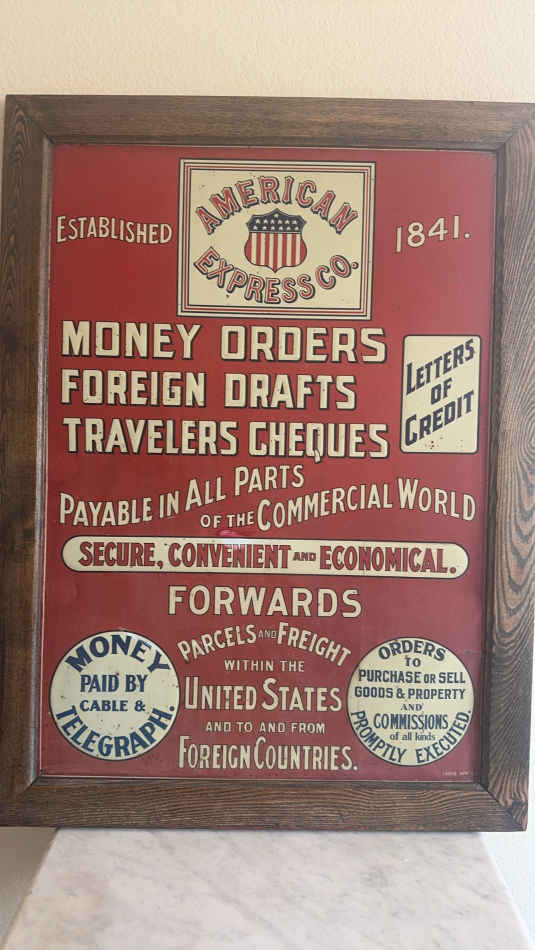 ESTABLISHED
AMERICAN
EXPRESS CO.
1841.
MONEY ORDERS
FOREIGN DRAFTS
TRAVELERS CHEQUES
LETTERS
OF
CREDIT
PAYABLE IN ALL PARTS
OF THE COMMERCIAL WORLD
SECURE, CONVENIENT AND ECONOMICAL.
FORWARDS
PARCELS AND FREIGHT
WITHIN THE
UNITED STATES
AND TO AND FROM
FOREIGN COUNTRIES.
MONEY
PAID BY
CABLE &
TELEGRAPH.
ORDERS
TO
PURCHASE OR SELL
GOODS & PROPERTY
AND
COMMISSIONS
of all kinds
PROMPTLY EXECUTED.